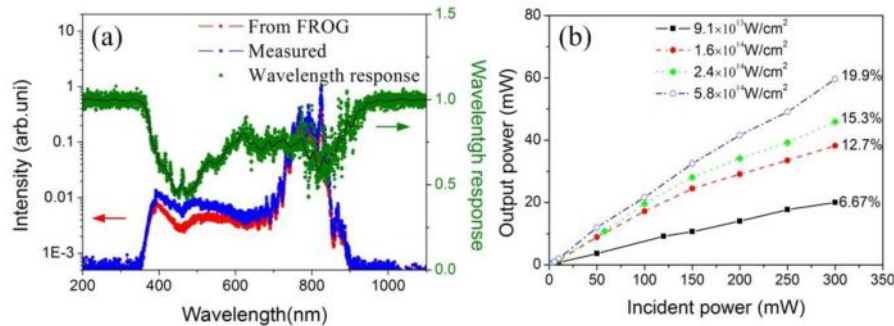 (a)
From FROG
Measured
Wavelength response
Intensity (arb.uni)
10
1
0.1
0.01
1E-3
200 400 600 800 1000
Wavelength(nm)
1.5
1.0
0.5
0.0
Wavelenigth response
(b)
9.1×10¹³W/cm²
1.6×10¹⁴W/cm²
2.4×10¹⁴W/cm²
5.8×10¹⁴W/cm²
Output power (mW)
80
60
40
20
0
19.9%
15.3%
12.7%
6.67%
0 50 100 150 200 250 300 350
Incident power (mW)